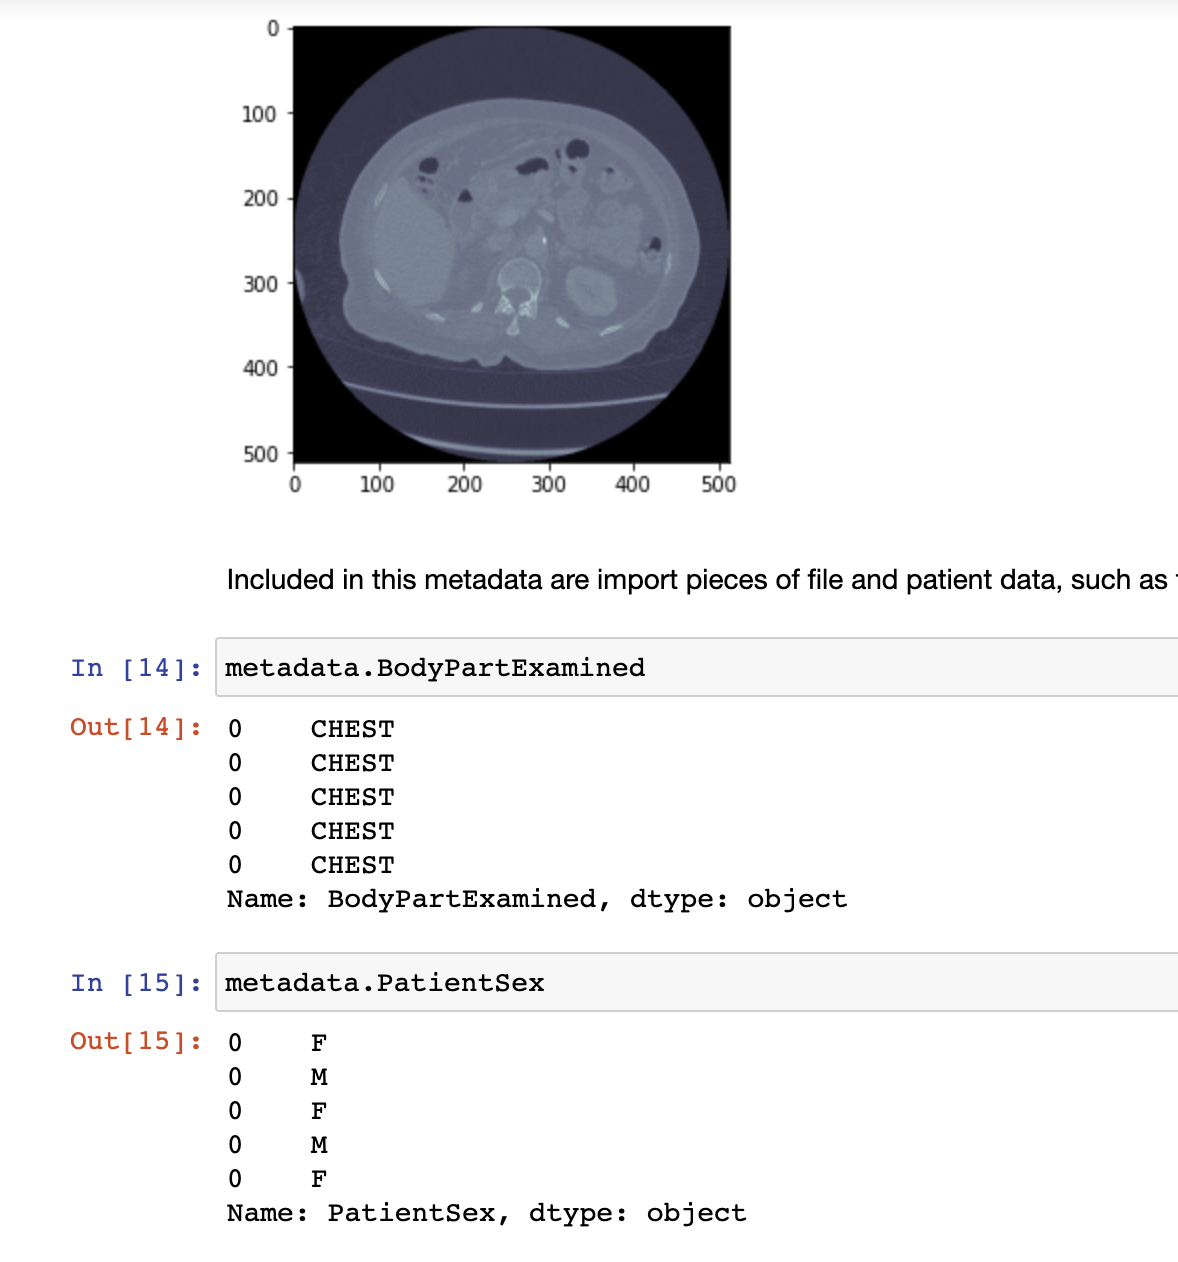 0
100
200
300
400
500
0 100 200 300 400 500
Included in this metadata are import pieces of file and patient data, such as
In [14]: metadata.BodyPartExamined
Out[14]: 0 CHEST
0 CHEST
0 CHEST
0 CHEST
0 CHEST
Name: BodyPartExamined, dtype: object
In [15]: metadata.PatientSex
Out[15]: 0 F
0 M
0 F
0 M
0 F
Name: PatientSex, dtype: object